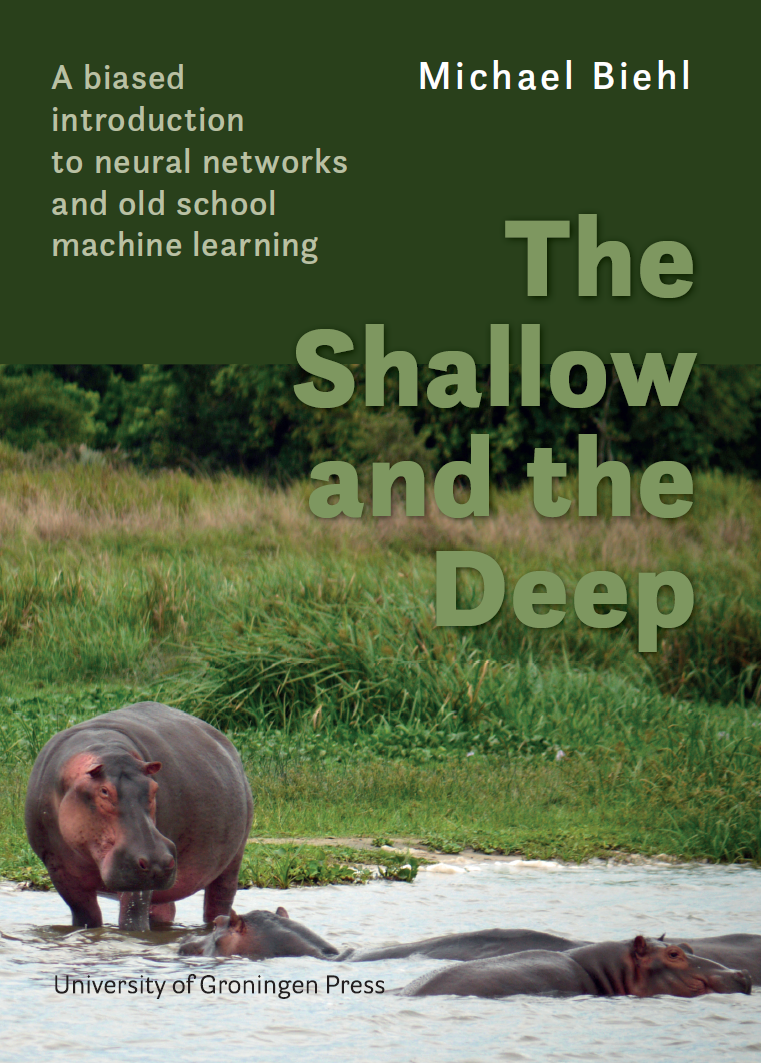 A biased
introduction
to neural networks
and old school
machine learning
Michael Biehl
The
Shallow
and the
Deep
University of Groningen Press